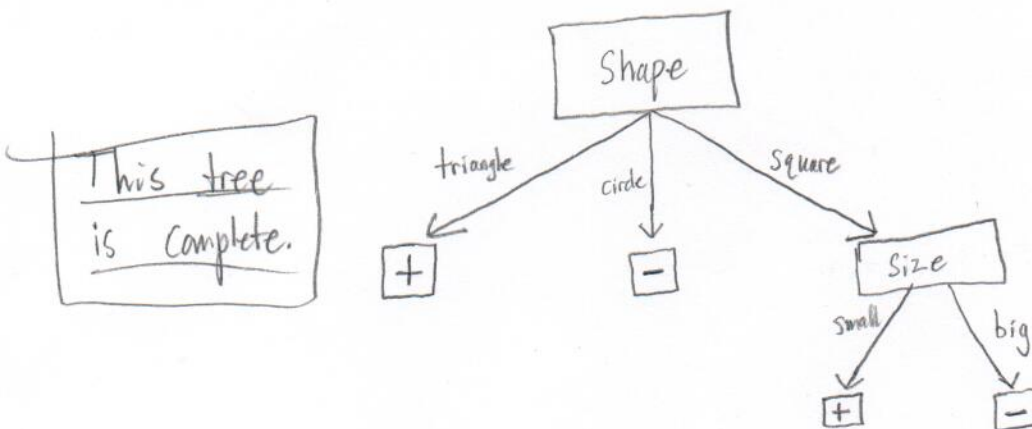 Shape
This tree
is complete.
triangle
circle
square
+
-
size
small
big
+
-